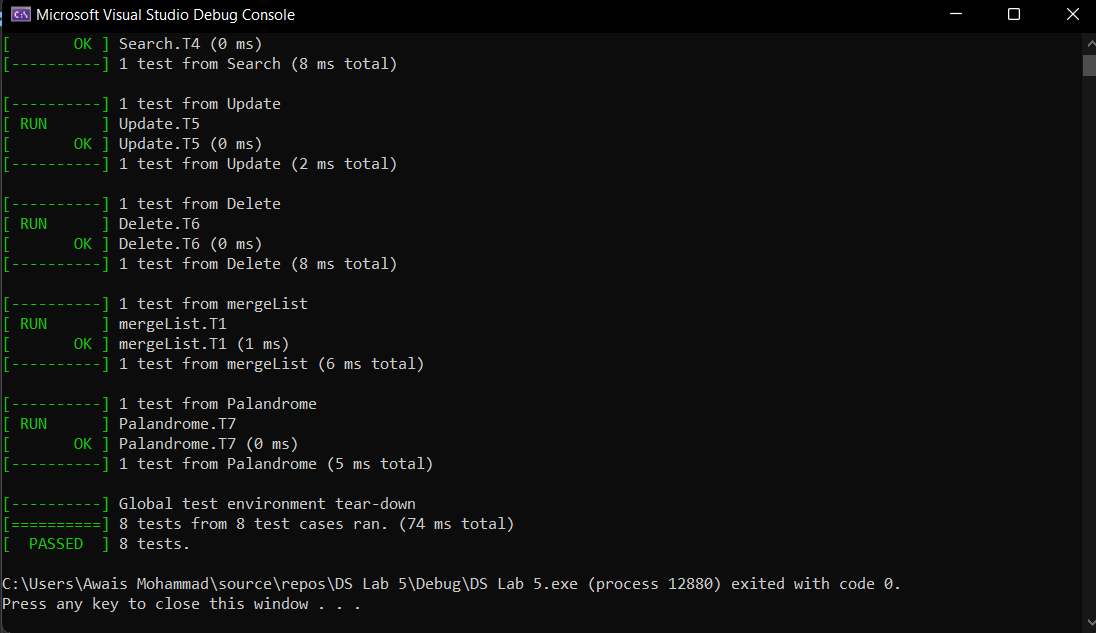 Microsoft Visual Studio Debug Console
[       OK ] Search.T4 (0 ms)
[----------] 1 test from Search (8 ms total)
[----------] 1 test from Update
[ RUN      ] Update.T5
[       OK ] Update.T5 (0 ms)
[----------] 1 test from Update (2 ms total)
[----------] 1 test from Delete
[ RUN      ] Delete.T6
[       OK ] Delete.T6 (0 ms)
[----------] 1 test from Delete (8 ms total)
[----------] 1 test from mergeList
[ RUN      ] mergeList.T1
[       OK ] mergeList.T1 (1 ms)
[----------] 1 test from mergeList (6 ms total)
[----------] 1 test from Palandrome
[ RUN      ] Palandrome.T7
[       OK ] Palandrome.T7 (0 ms)
[----------] 1 test from Palandrome (5 ms total)
[----------] Global test environment tear-down
[==========] 8 tests from 8 test cases ran. (74 ms total)
[  PASSED  ] 8 tests.
C:\Users\Awais Mohammad\source\repos\DS Lab 5\Debug\DS Lab 5.exe (process 12880) exited with code 0.
Press any key to close this window . . .